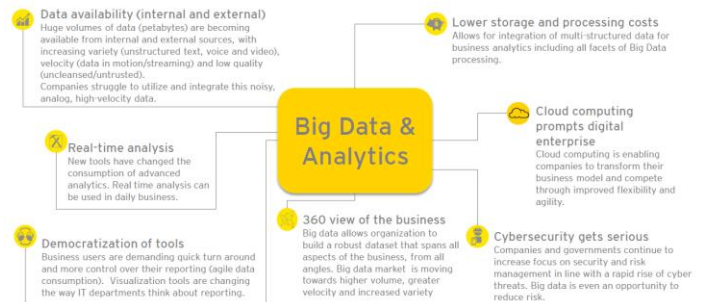 Data availability (internal and external)
Huge volumes of data (petabytes) are becoming
available from internal and external sources, with
increasing variety (unstructured text, voice and video),
velocity (data in motion/streaming) and low quality
(uncleansed/untrusted).
Companies struggle to utilize and integrate this noisy,
analog, high-velocity data.
Lower storage and processing costs
Allows for integration of multi-structured data for
business analytics including all facets of Big Data
processing.
Big Data &
Analytics
Real-time analysis
New tools have changed the
consumption of advanced
analytics. Real time analysis can
be used in daily business.
Cloud computing
prompts digital
enterprise
Cloud computing is enabling
companies to transform their
business model and compete
through improved flexibility and
agility.
Democratization of tools
Business users are demanding quick turn around
and more control over their reporting (agile data
consumption). Visualization tools are changing
the way IT departments think about reporting.
360 view of the business
Big data allows organization to
build a robust dataset that spans all
aspects of the business, from all
angles. Big data market is moving
towards higher volume, greater
velocity and increased variety
Cybersecurity gets serious
Companies and governments continue to
increase focus on security and risk
management in line with a rapid rise of cyber
threats. Big data is even an opportunity to
reduce risk.